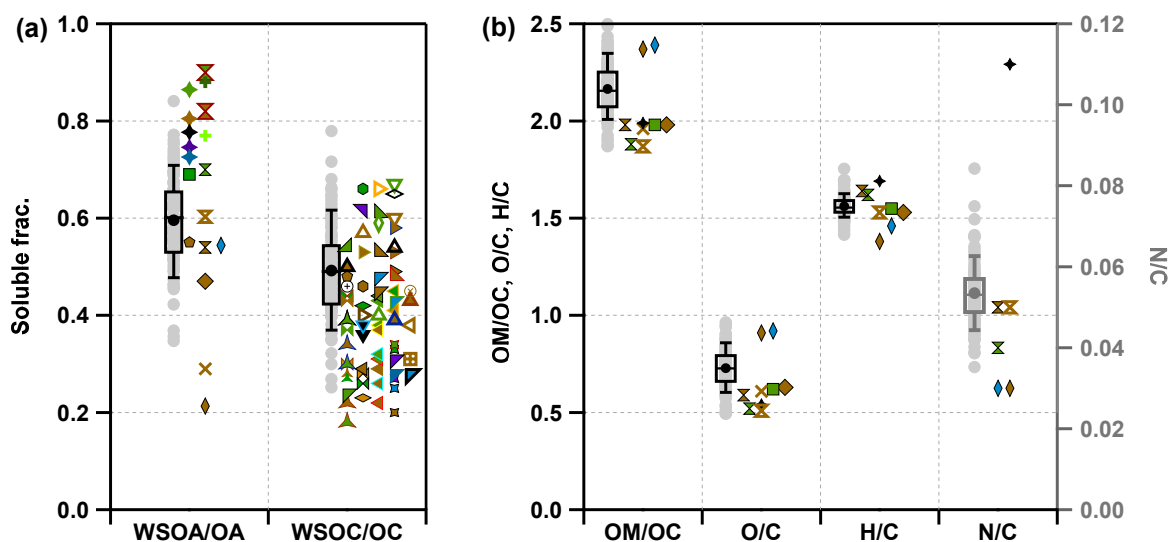 (a)
Soluble frac.
1.0
0.8
0.6
0.4
0.2
0.0
WSOA/OA WSOC/OC
(b)
OM/OC, O/C, H/C
2.5
2.0
1.5
1.0
0.5
0.0
OM/OC O/C H/C N/C
0.12
0.10
0.08
0.06
0.04
0.02
0.00
N/C